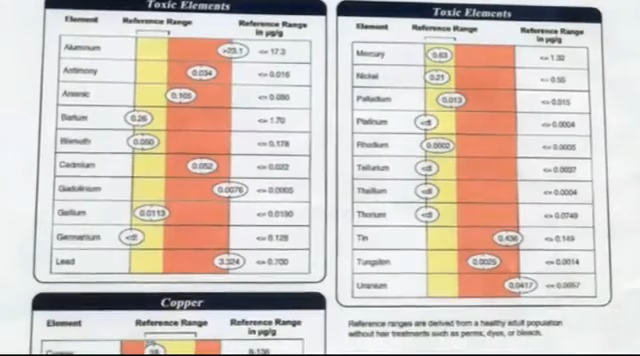 Toxic Elements
Element Reference Range Reference Range in µg/g
Aluminum >23.1 <= 17.3
Antimony 0.034 <= 0.016
Arsenic 0.105 <= 0.080
Barium 0.26 <= 1.70
Bismuth 0.050 <= 0.178
Cadmium 0.052 <= 0.022
Gadolinium 0.0076 <= 0.0005
Gallium 0.0113 <= 0.0190
Germanium <dl <= 0.128
Lead 3.324 <= 0.700
Copper
Element Reference Range Reference Range in µg/g
Copper
Toxic Elements
Element Reference Range Reference Range in µg/g
Mercury 0.63 <= 1.32
Nickel 0.21 <= 0.55
Palladium 0.013 <= 0.015
Platinum <dl <= 0.0004
Rhodium 0.0002 <= 0.0005
Tellurium <dl <= 0.0037
Thallium <dl <= 0.0004
Thorium <dl <= 0.0749
Tin 0.436 <= 0.149
Tungsten 0.0025 <= 0.0014
Uranium 0.0417 <= 0.0057
Reference ranges are derived from a healthy adult population
without hair treatments such as perms, dyes, or bleach.